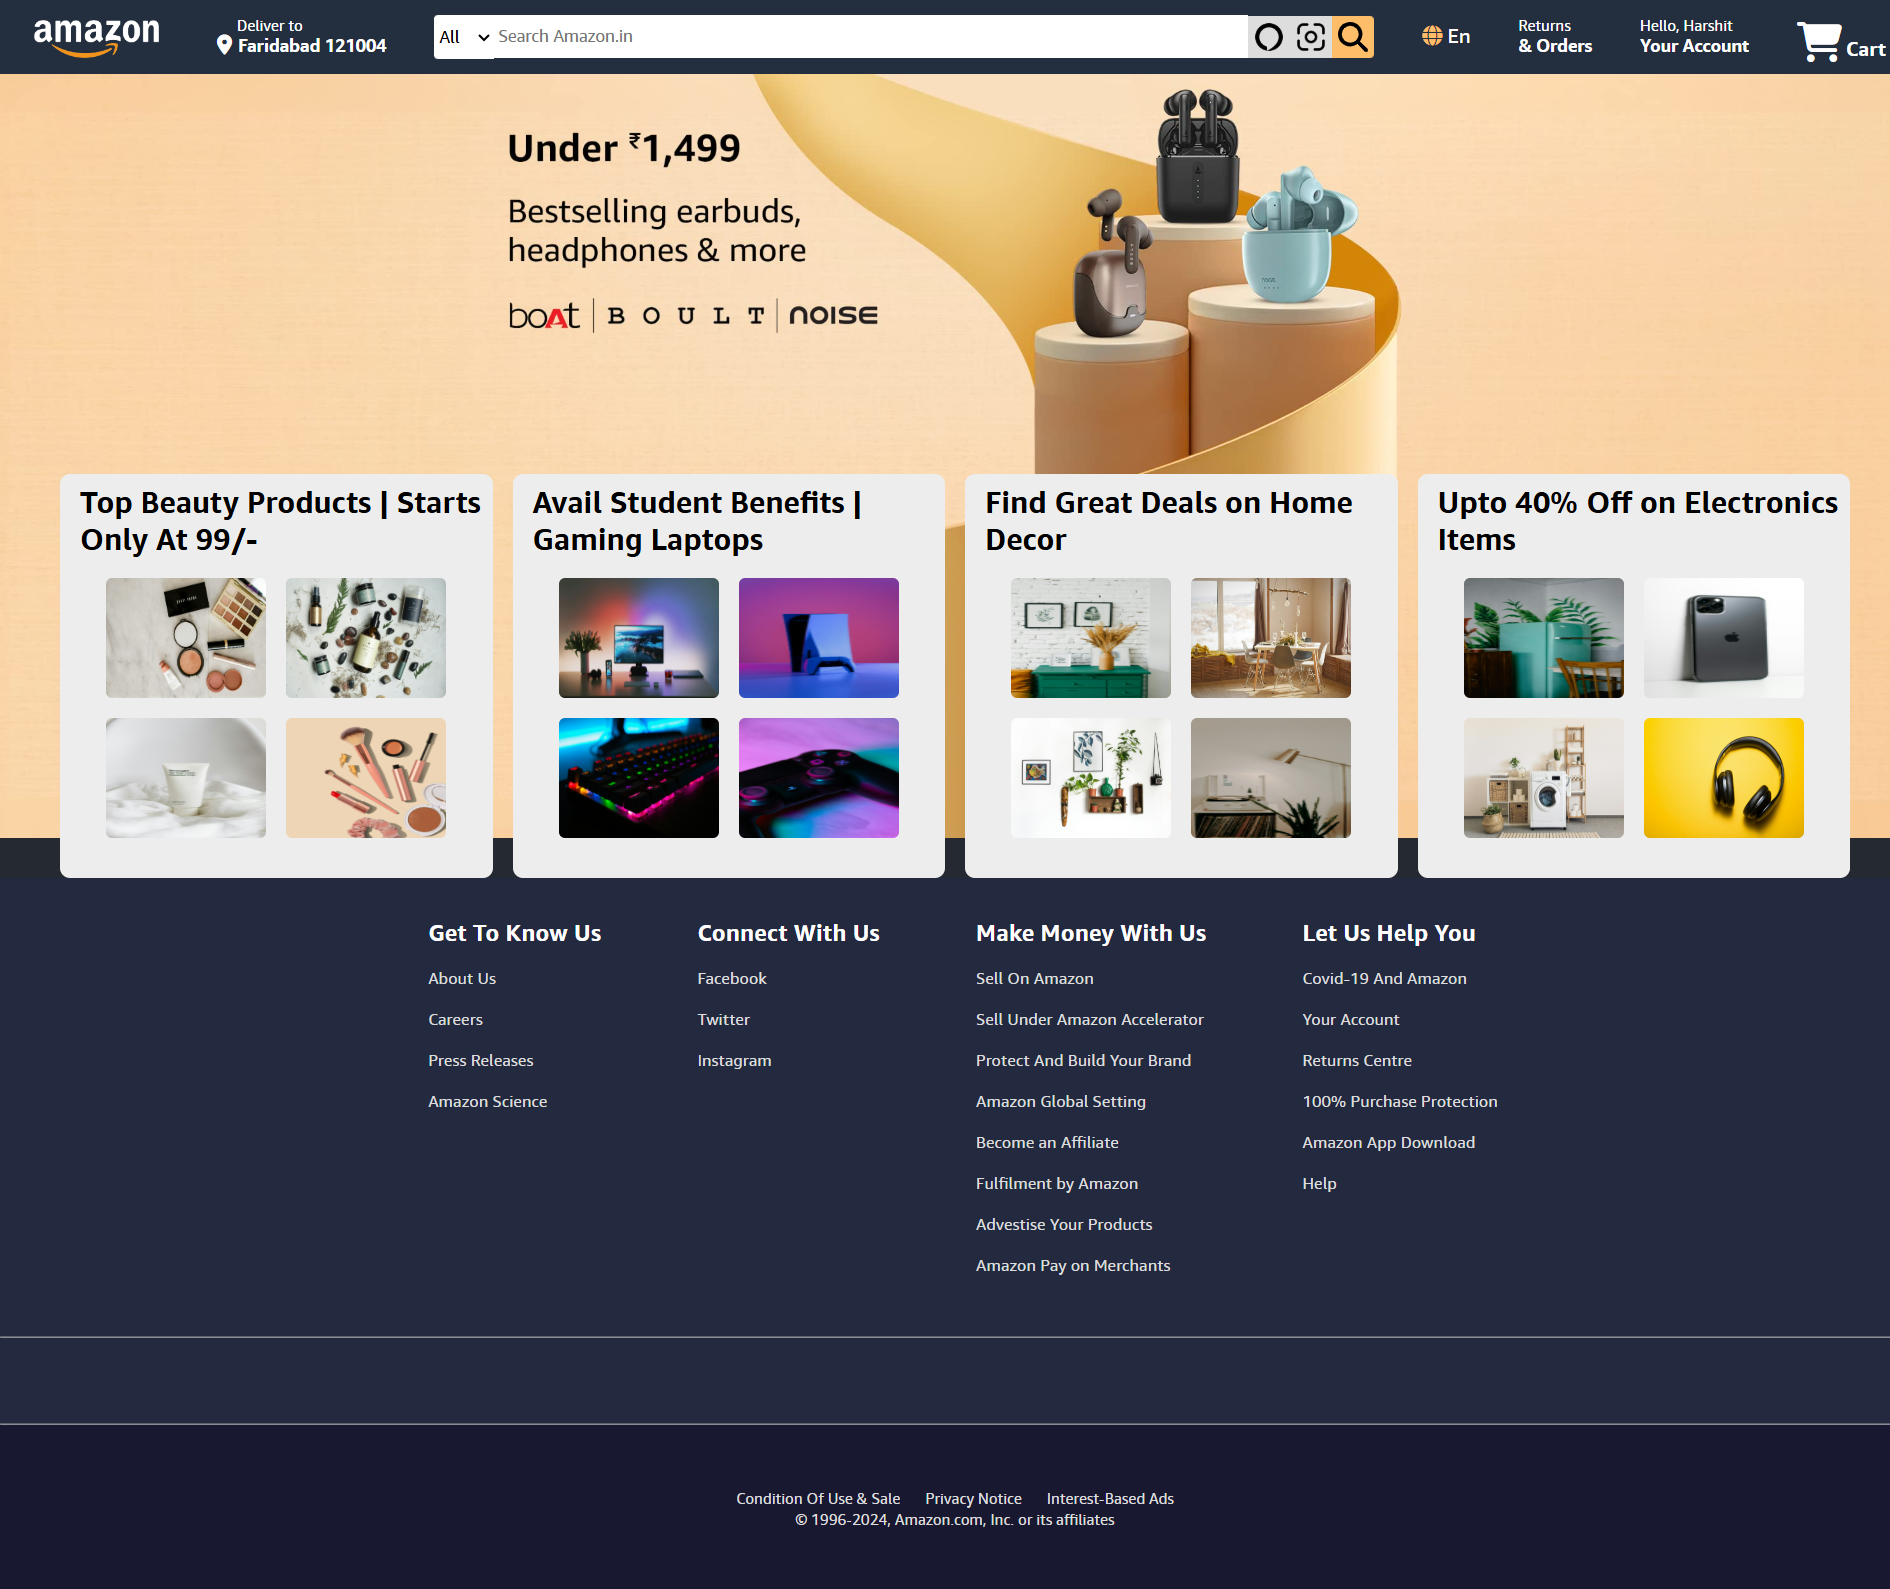 amazon
Deliver to
Faridabad 121004
All
Search Amazon.in
En
Returns
& Orders
Hello, Harshit
Your Account
Cart
Under ₹1,499
Bestselling earbuds,
headphones & more
boAt | BOULT | NOISE
Top Beauty Products | Starts
Only At 99/-
Avail Student Benefits |
Gaming Laptops
Find Great Deals on Home
Decor
Upto 40% Off on Electronics
Items
Get To Know Us
About Us
Careers
Press Releases
Amazon Science
Connect With Us
Facebook
Twitter
Instagram
Make Money With Us
Sell On Amazon
Sell Under Amazon Accelerator
Protect And Build Your Brand
Amazon Global Setting
Become an Affiliate
Fulfilment by Amazon
Advestise Your Products
Amazon Pay on Merchants
Let Us Help You
Covid-19 And Amazon
Your Account
Returns Centre
100% Purchase Protection
Amazon App Download
Help
Condition Of Use & Sale Privacy Notice Interest-Based Ads
© 1996-2024, Amazon.com, Inc. or its affiliates